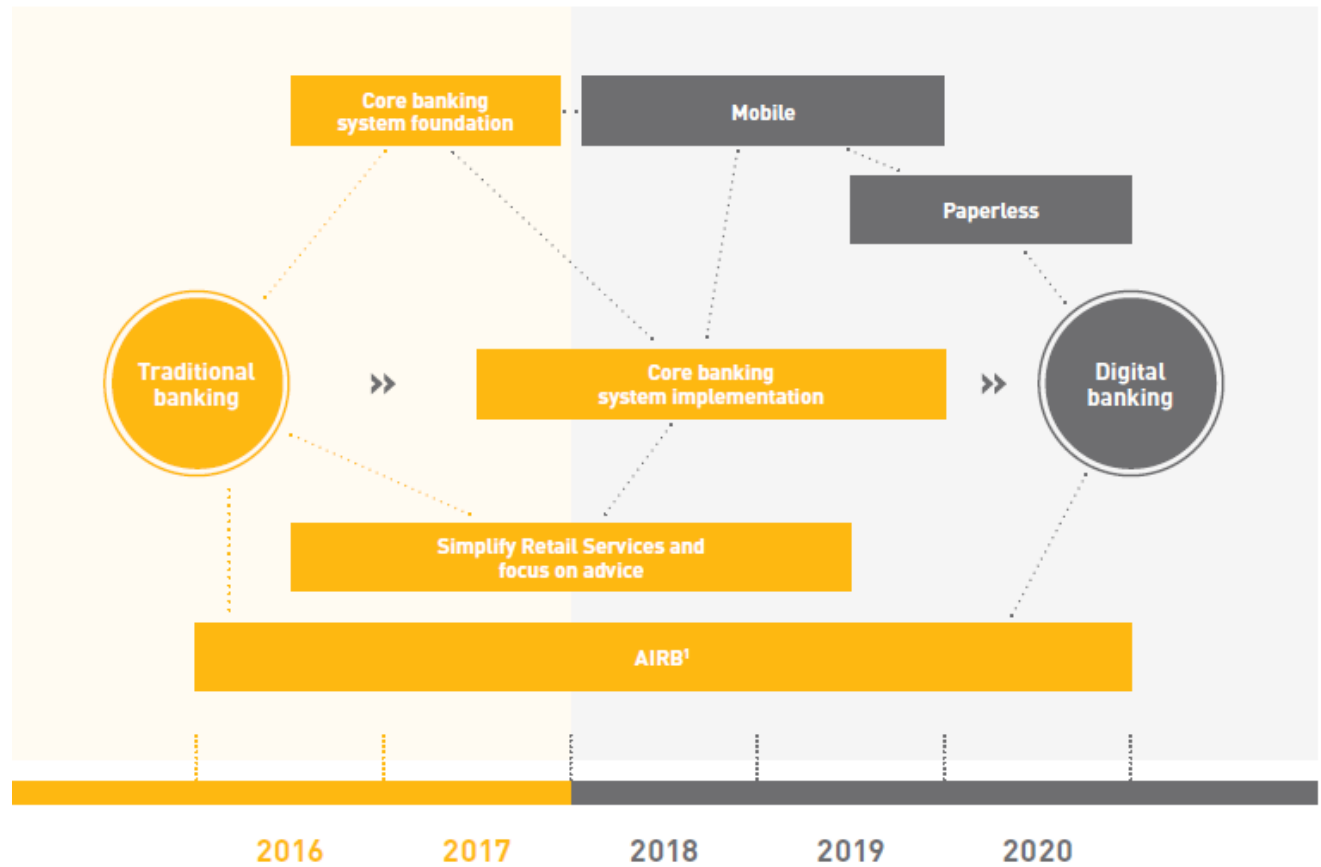 Core banking
system foundation
Mobile
Paperless
Traditional
banking
»
Core banking
system implementation
»
Digital
banking
Simplify Retail Services and
focus on advice
AIRB¹
2016 2017 2018 2019 2020